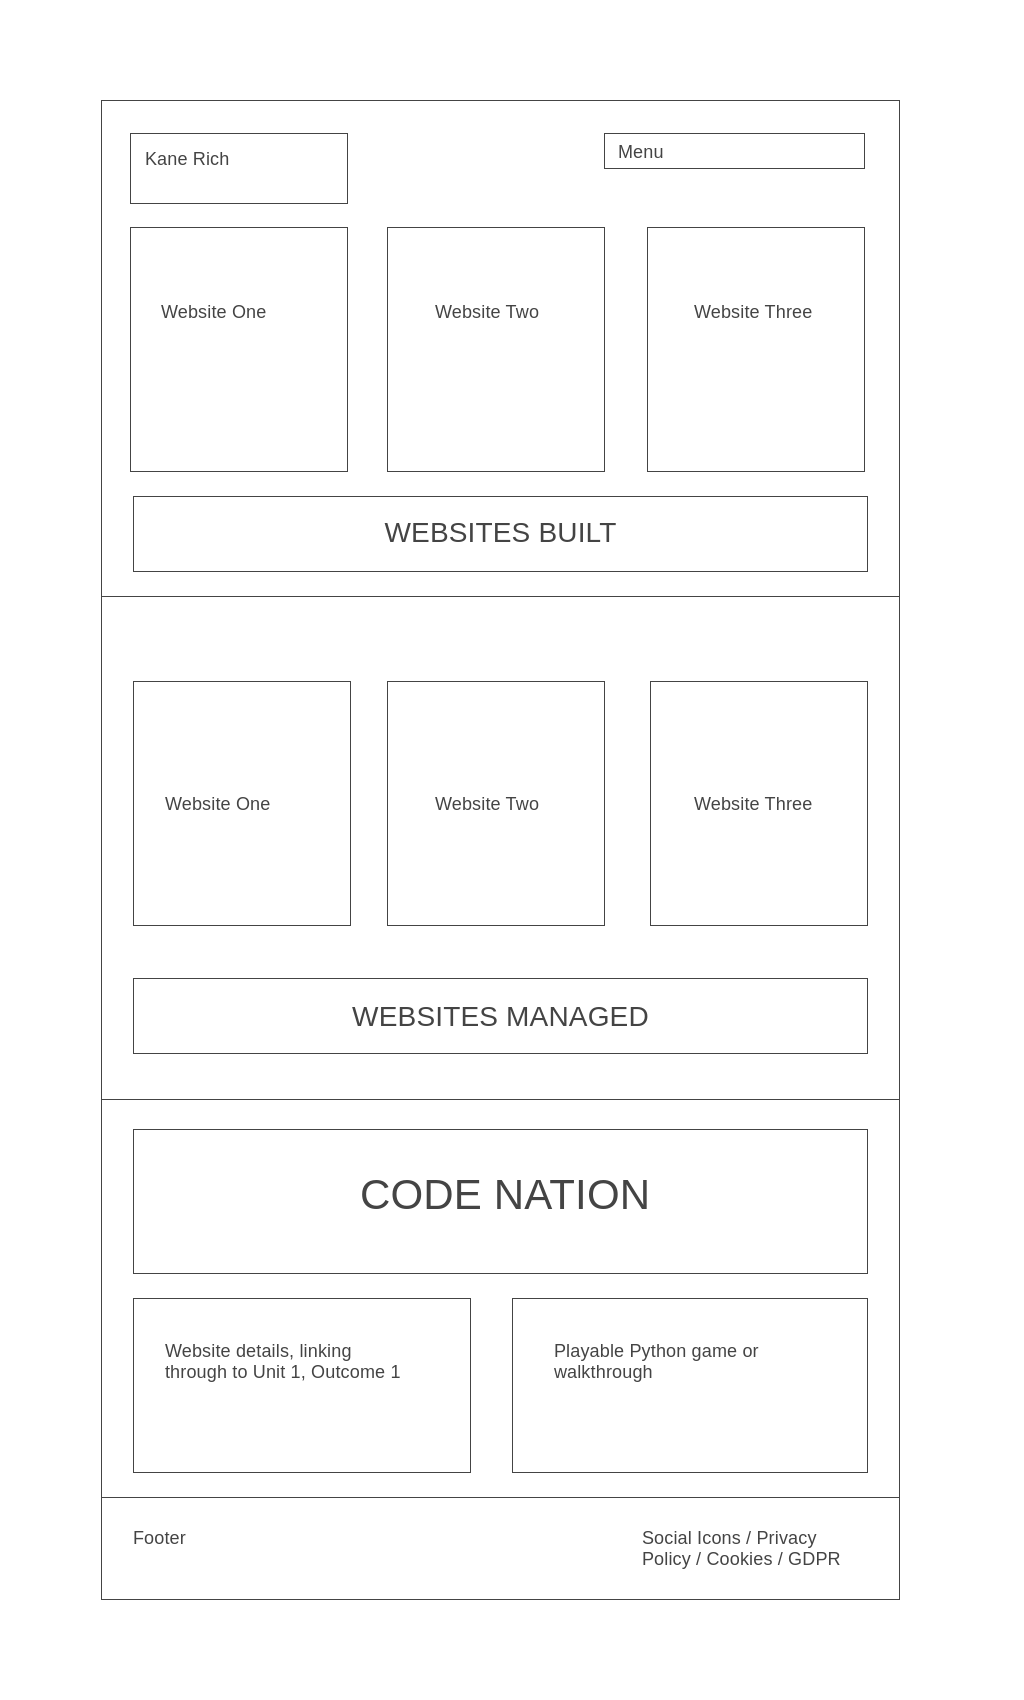 Kane Rich
Menu
Website One
Website Two
Website Three
WEBSITES BUILT
Website One
Website Two
Website Three
WEBSITES MANAGED
CODE NATION
Website details, linking
through to Unit 1, Outcome 1
Playable Python game or
walkthrough
Footer
Social Icons / Privacy
Policy / Cookies / GDPR